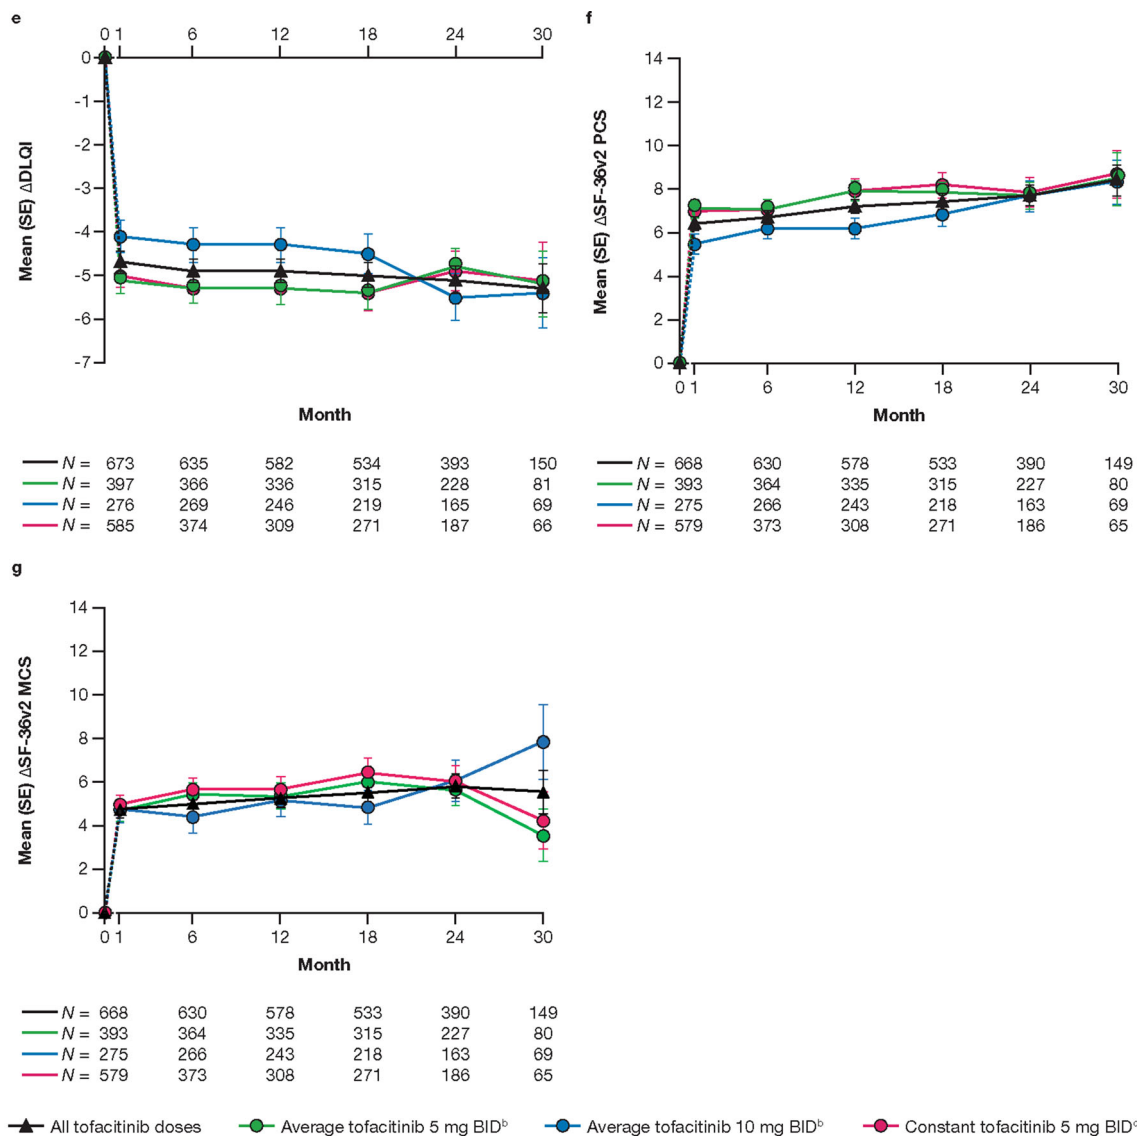 e
0 1 6 12 18 24 30
0
-1
-2
-3
-4
-5
-6
-7
Mean (SE) ΔDLQI
Month
N = 673 635 582 534 393 150
N = 397 366 336 315 228 81
N = 276 269 246 219 165 69
N = 585 374 309 271 187 66
f
14
12
10
8
6
4
2
0
Mean (SE) ΔSF-36v2 PCS
0 1 6 12 18 24 30
Month
N = 668 630 578 533 390 149
N = 393 364 335 315 227 80
N = 275 266 243 218 163 69
N = 579 373 308 271 186 65
g
14
12
10
8
6
4
2
0
Mean (SE) ΔSF-36v2 MCS
0 1 6 12 18 24 30
Month
N = 668 630 578 533 390 149
N = 393 364 335 315 227 80
N = 275 266 243 218 163 69
N = 579 373 308 271 186 65
All tofacitinib doses Average tofacitinib 5 mg BIDᵇ Average tofacitinib 10 mg BIDᵇ Constant tofacitinib 5 mg BIDᶜ